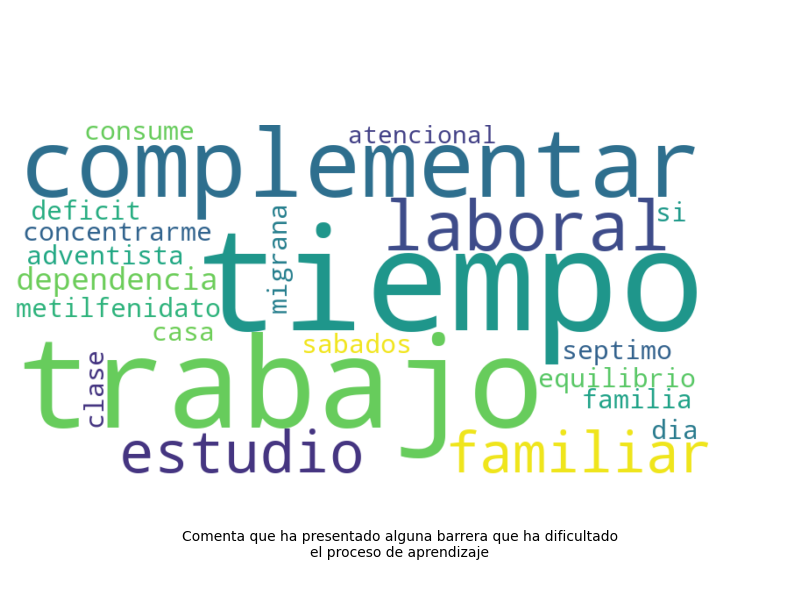 consume
atencional
complementar
deficit
si
concentrarme
migrana
laboral
adventista
tiempo
dependencia
metilfenidato
casa
sabados
septimo
clase
trabajo
equilibrio
familia
dia
estudio
familiar
Comenta que ha presentado alguna barrera que ha dificultado
el proceso de aprendizaje